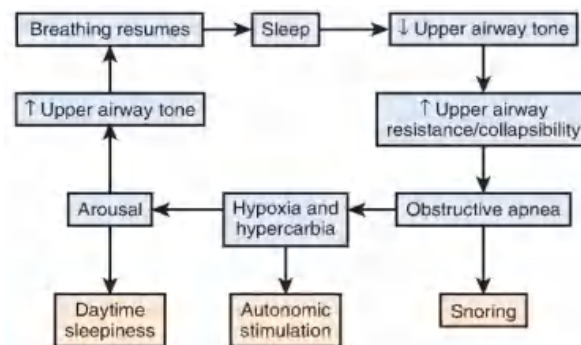 Breathing resumes
Sleep
↓ Upper airway tone
↑ Upper airway tone
↑ Upper airway
resistance/collapsibility
Arousal
Hypoxia and
hypercarbia
Obstructive apnea
Daytime
sleepiness
Autonomic
stimulation
Snoring